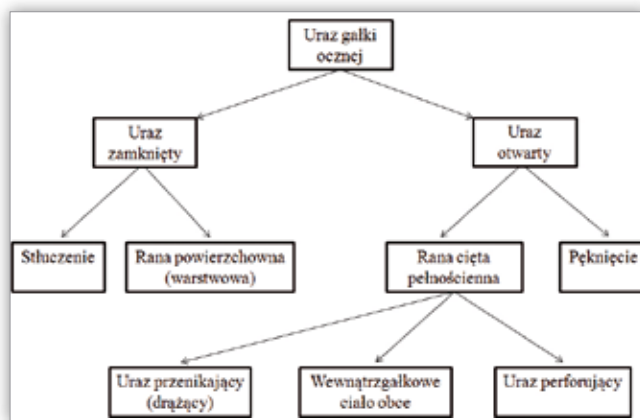 Uraz gałki
ocznej
Uraz
zamknięty
Uraz
otwarty
Stłuczenie
Rana powierzchowna
(warstwowa)
Rana cięta
pełnościenna
Pęknięcie
Uraz przenikający
(drążący)
Wewnątrzgałkowe
ciało obce
Uraz perforujący